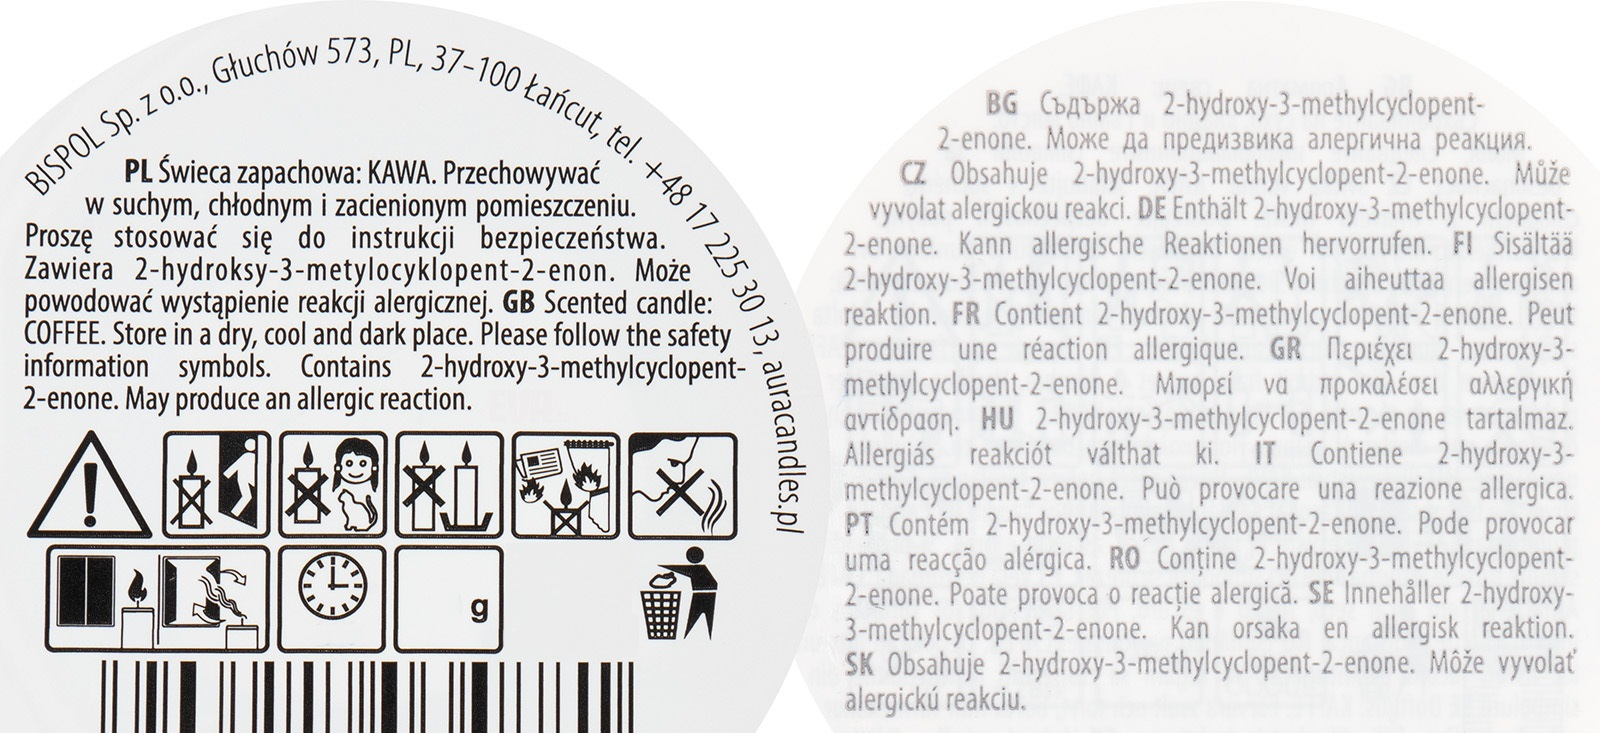 BISPOL Sp. z o.o., Głuchów 573, PL, 37-100 Łańcut, tel. +48 17 225 30 13, auracandles.pl
PL Świeca zapachowa: KAWA. Przechowywać
w suchym, chłodnym i zacienionym pomieszczeniu.
Proszę stosować się do instrukcji bezpieczeństwa.
Zawiera 2-hydroksy-3-metylocyklopent-2-enon. Może
powodować wystąpienie reakcji alergicznej. GB Scented candle:
COFFEE. Store in a dry, cool and dark place. Please follow the safety
information symbols. Contains 2-hydroxy-3-methylcyclopent-
2-enone. May produce an allergic reaction.
g
BG Съдържа 2-hydroxy-3-methylcyclopent-
2-enone. Може да предизвика алергична реакция.
CZ Obsahuje 2-hydroxy-3-methylcyclopent-2-enone. Může
vyvolat alergickou reakci. DE Enthält 2-hydroxy-3-methylcyclopent-
2-enone. Kann allergische Reaktionen hervorrufen. FI Sisältää
2-hydroxy-3-methylcyclopent-2-enone. Voi aiheuttaa allergisen
reaktion. FR Contient 2-hydroxy-3-methylcyclopent-2-enone. Peut
produire une réaction allergique. GR Περιέχει 2-hydroxy-3-
methylcyclopent-2-enone. Μπορεί να προκαλέσει αλλεργική
αντίδραση. HU 2-hydroxy-3-methylcyclopent-2-enone tartalmaz.
Allergiás reakciót válthat ki. IT Contiene 2-hydroxy-3-
methylcyclopent-2-enone. Può provocare una reazione allergica.
PT Contém 2-hydroxy-3-methylcyclopent-2-enone. Pode provocar
uma reacção alérgica. RO Conține 2-hydroxy-3-methylcyclopent-
2-enone. Poate provoca o reacție alergică. SE Innehåller 2-hydroxy-
3-methylcyclopent-2-enone. Kan orsaka en allergisk reaktion.
SK Obsahuje 2-hydroxy-3-methylcyclopent-2-enone. Môže vyvolať
alergickú reakciu.